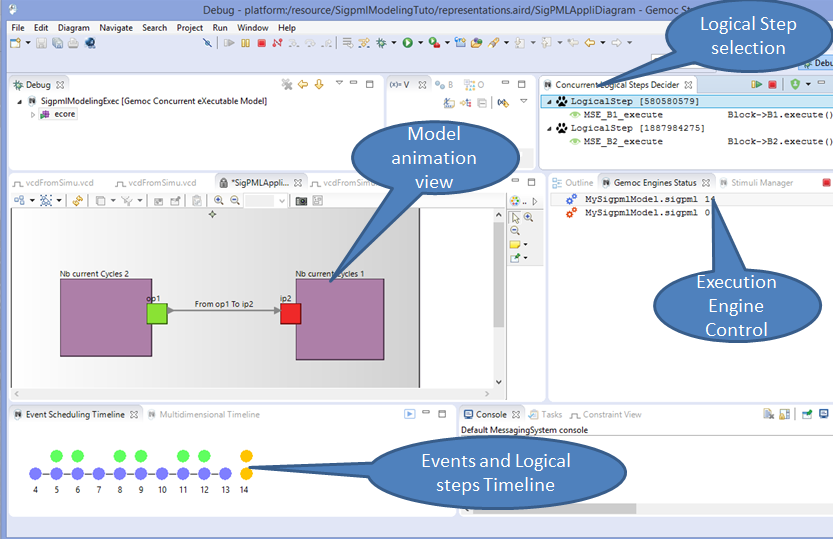 Debug - platform:/resource/SigpmlModelingTuto/representations.aird/SigPMLAppliDiagram - Gemoc St
Logical Step
selection
File Edit Diagram Navigate Search Project Run Window Help
Debu
Debug
(x)= V
B
O
Concurrent Logical Steps Decider
SigpmlModelingExec [Gemoc Concurrent eXecutable Model]
ecore
LogicalStep [580580579]
MSE_B1_execute Block->B1.execute()
LogicalStep [1887984275]
MSE_B2_execute Block->B2.execute()
Model
animation
view
vcdFromSimu.vcd
vcdFromSimu.vcd
*SigPMLAppli...
vcdFromSimu
Outline
Gemoc Engines Status
Stimuli Manager
MySigpmlModel.sigpml 14
MySigpmlModel.sigpml 0
Nb current Cycles 2
Nb current Cycles 1
op1
From op1 To ip2
ip2
Execution
Engine
Control
Event Scheduling Timeline
Multidimensional Timeline
Console
Tasks
Constraint View
Default MessagingSystem console
4 5 6 7 8 9 10 11 12 13 14
Events and Logical
steps Timeline